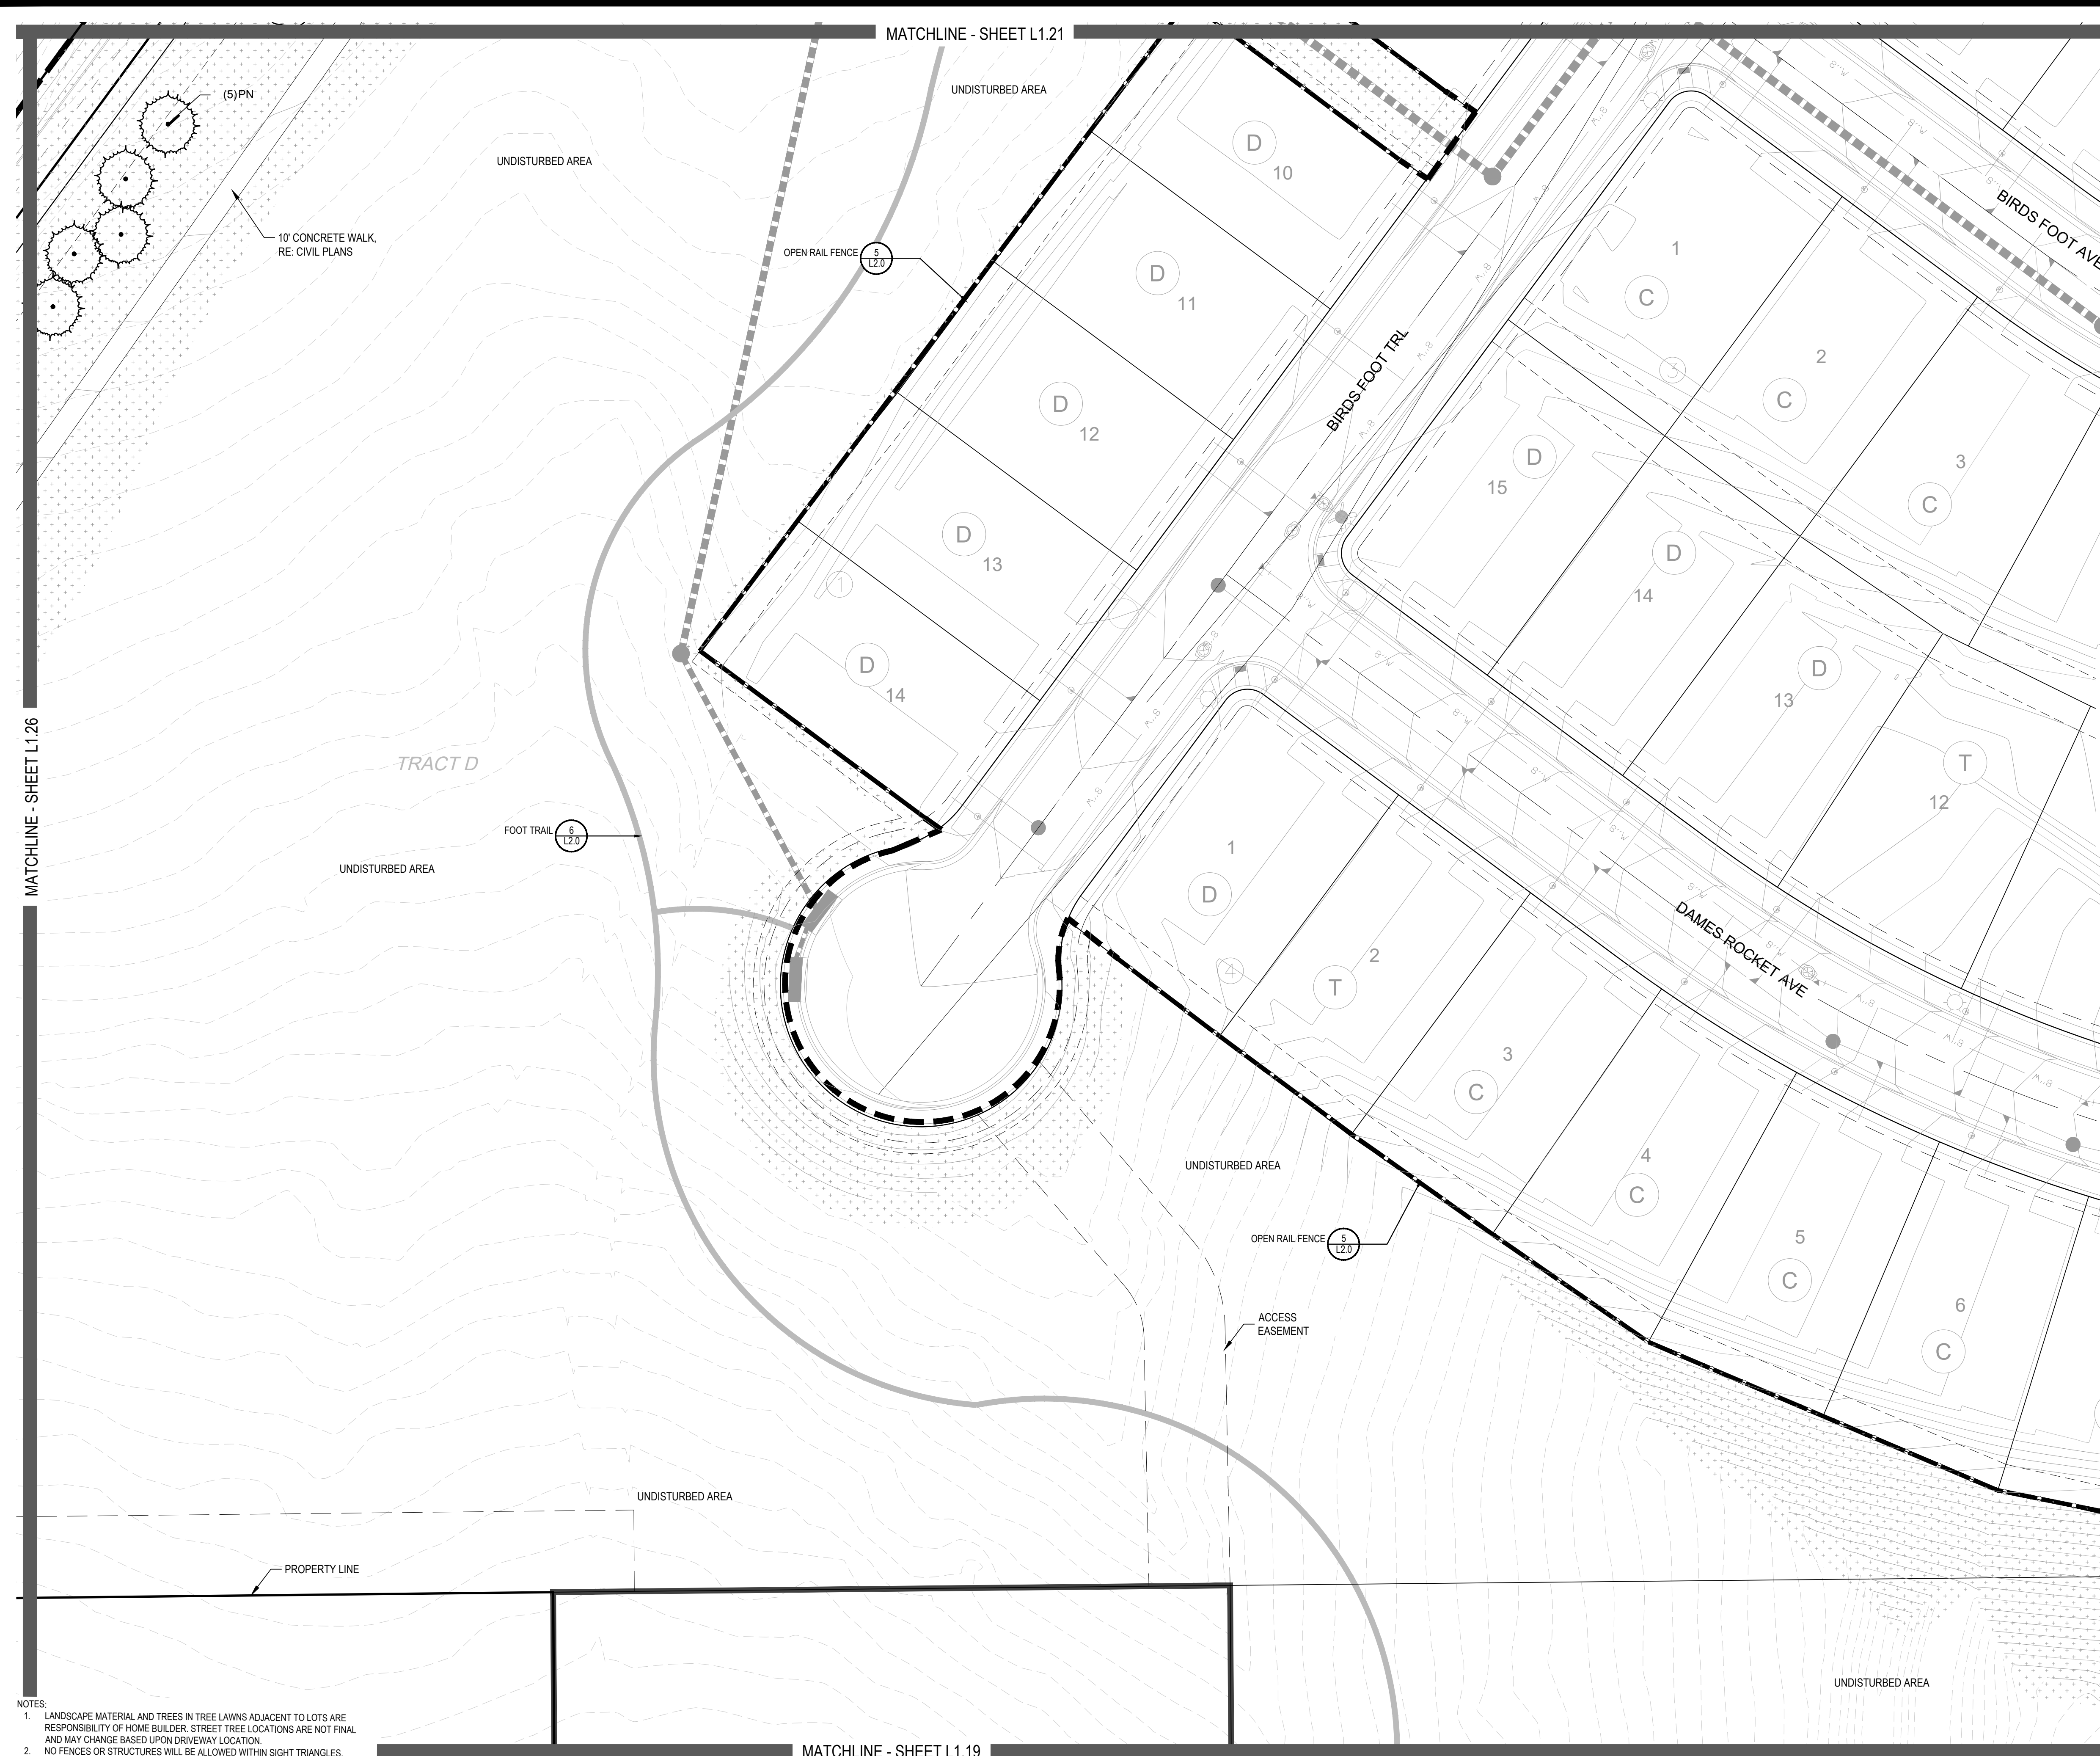 MATCHLINE - SHEET L1.21
UNDISTURBED AREA
(5)PN
UNDISTURBED AREA
10' CONCRETE WALK,
RE: CIVIL PLANS
OPEN RAIL FENCE
5
L2.0
BIRDS FOOT AVE
BIRDS FOOT TRL
D
10
D
11
D
12
D
13
1
D
14
1
C
2
C
3
3
C
15
D
14
D
13
D
T
12
MATCHLINE - SHEET L1.26
TRACT D
FOOT TRAIL
6
L2.0
UNDISTURBED AREA
DAMES ROCKET AVE
1
D
4
2
T
3
C
4
C
5
C
6
C
UNDISTURBED AREA
OPEN RAIL FENCE
5
L2.0
ACCESS
EASEMENT
UNDISTURBED AREA
PROPERTY LINE
UNDISTURBED AREA
NOTES:
1. LANDSCAPE MATERIAL AND TREES IN TREE LAWNS ADJACENT TO LOTS ARE
RESPONSIBILITY OF HOME BUILDER. STREET TREE LOCATIONS ARE NOT FINAL
AND MAY CHANGE BASED UPON DRIVEWAY LOCATION.
2. NO FENCES OR STRUCTURES WILL BE ALLOWED WITHIN SIGHT TRIANGLES.
MATCHLINE - SHEET L1.19